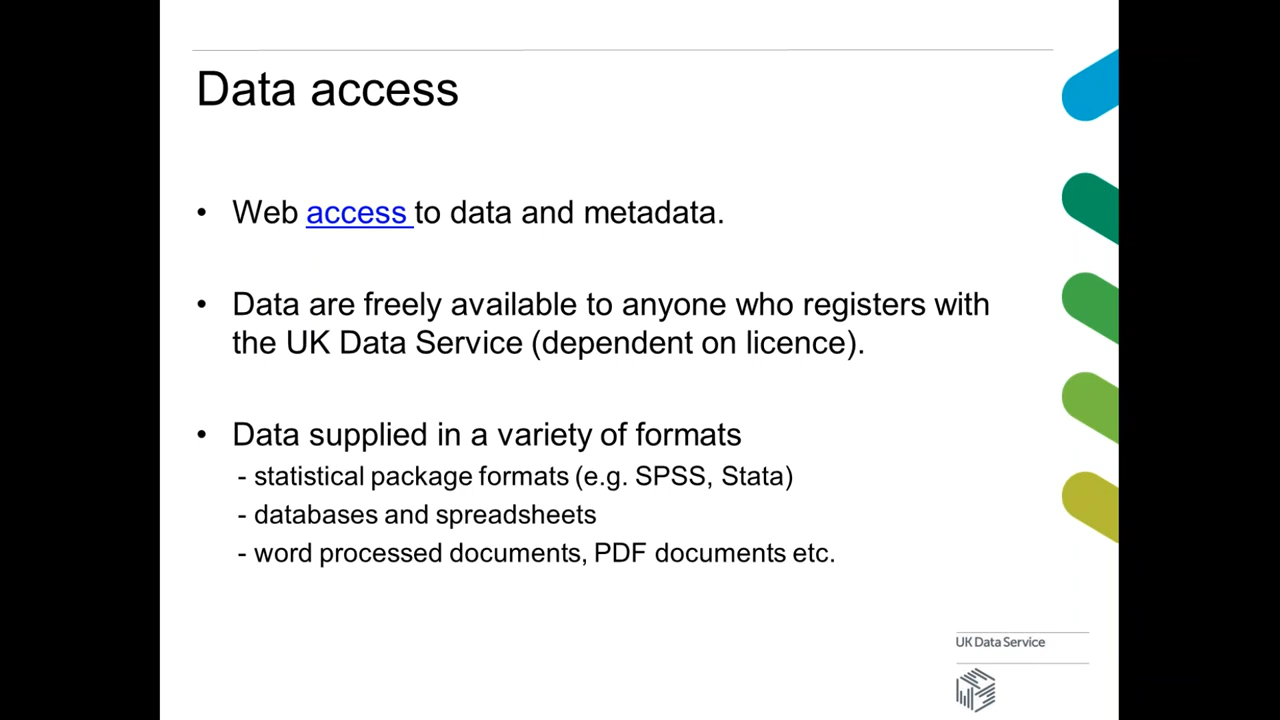 Data access
• Web access to data and metadata.
• Data are freely available to anyone who registers with
the UK Data Service (dependent on licence).
• Data supplied in a variety of formats
- statistical package formats (e.g. SPSS, Stata)
- databases and spreadsheets
- word processed documents, PDF documents etc.
UK Data Service